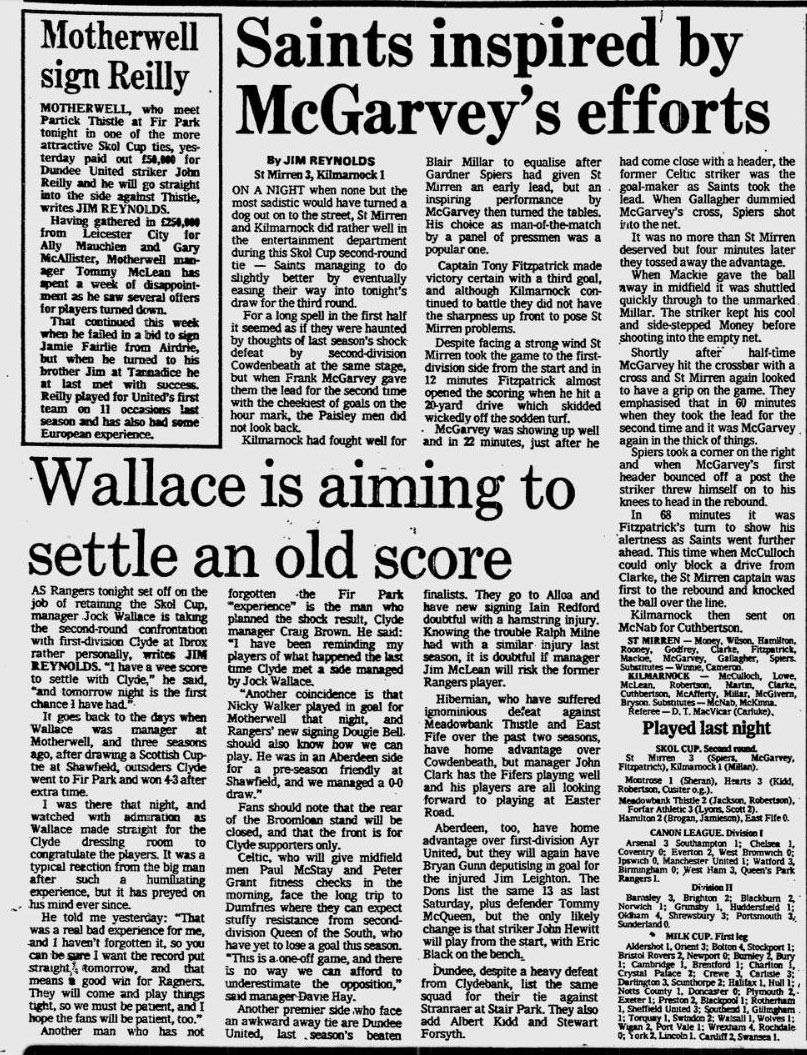 Motherwell
sign Reilly
MOTHERWELL, who meet
Partick Thistle at Fir Park
tonight in one of the more
attractive Skol Cup ties, yes-
terday paid out £50,000 for
Dundee United striker John
Reilly and he will go straight
into the side against Thistle,
writes JIM REYNOLDS.
Having gathered in £250,000
from Leicester City for
Ally Mauchlen and Gary
McAllister, Motherwell man-
ager Tommy McLean has
spent a week of disappoint-
ment as he saw several offers
for players turned down.
That continued this week
when he failed in a bid to sign
Jamie Fairlie from Airdrie,
but when he turned to his
brother Jim at Tannadice he
at last met with success.
Reilly played for United's first
team on 11 occasions last
season and has also had some
European experience.
Saints inspired by
McGarvey's efforts
By JIM REYNOLDS
St Mirren 3, Kilmarnock 1
ON A NIGHT when none but the
most sadistic would have turned a
dog out on to the street, St Mirren
and Kilmarnock did rather well in
the entertainment department
during this Skol Cup second-round
tie — Saints managing to do
slightly better by eventually
easing their way into tonight's
draw for the third round.
For a long spell in the first half
it seemed as if they were haunted
by thoughts of last season's shock
defeat by second-division
Cowdenbeath at the same stage,
but when Frank McGarvey gave
them the lead for the second time
with the cheekiest of goals on the
hour mark, the Paisley men did
not look back.
Kilmarnock had fought well for
Blair Millar to equalise after
Gardner Spiers had given St
Mirren an early lead, but an
inspiring performance by
McGarvey then turned the tables.
His choice as man-of-the-match
by a panel of pressmen was a
popular one.
Captain Tony Fitzpatrick made
victory certain with a third goal,
and although Kilmarnock con-
tinued to battle they did not have
the sharpness up front to pose St
Mirren problems.
Despite facing a strong wind St
Mirren took the game to the first-
division side from the start and in
12 minutes Fitzpatrick almost
opened the scoring when he hit a
20-yard drive which skidded
wickedly off the sodden turf.
McGarvey was showing up well
and in 22 minutes, just after he
had come close with a header, the
former Celtic striker was the
goal-maker as Saints took the
lead. When Gallagher dummied
McGarvey's cross, Spiers shot
into the net.
It was no more than St Mirren
deserved but four minutes later
they tossed away the advantage.
When Mackie gave the ball
away in midfield it was shuttled
quickly through to the unmarked
Millar. The striker kept his cool
and side-stepped Money before
shooting into the empty net.
Shortly after half-time
McGarvey hit the crossbar with a
cross and St Mirren again looked
to have a grip on the game. They
emphasised that in 60 minutes
when they took the lead for the
second time and it was McGarvey
again in the thick of things.
Spiers took a corner on the right
and when McGarvey's first
header bounced off a post the
striker threw himself on to his
knees to head in the rebound.
In 68 minutes it was
Fitzpatrick's turn to show his
alertness as Saints went further
ahead. This time when McCulloch
could only block a drive from
Clarke, the St Mirren captain was
first to the rebound and knocked
the ball over the line.
Kilmarnock then sent on
McNab for Cuthbertson.
ST MIRREN — Money, Wilson, Hamilton,
Rooney, Godfrey, Clarke, Fitzpatrick,
Mackie, McGarvey, Gallagher, Spiers.
Substitutes — Winnie, Cameron.
KILMARNOCK — McCulloch, Lowe,
McLean, Robertson, Martin, Clarke,
Cuthbertson, McAfferty, Millar, McGivern,
Bryson. Substitutes — McNab, McKinna.
Referee — D. T. MacVicar (Carluke).
Played last night
SKOL CUP. Second round.
St Mirren 3 (Spiers, McGarvey,
Fitzpatrick), Kilmarnock 1 (Millan).
Montrose 1 (Sheran), Hearts 3 (Kidd,
Robertson, Cusiter o.g.).
Meadowbank Thistle 2 (Jackson, Robertson),
Forfar Athletic 3 (Lyons, Scott 2).
Hamilton 2 (Brogan, Jamieson), East Fife 0.
CANON LEAGUE. Division I
Arsenal 3 Southampton 1; Chelsea 1,
Coventry 0; Everton 2, West Bromwich 0;
Ipswich 0, Manchester United 1; Watford 3,
Birmingham 0; West Ham 3, Queen's Park
Rangers 1.
Division II
Barnsley 3, Brighton 2; Blackburn 2,
Norwich 1; Grimsby 1, Huddersfield 1;
Oldham 4, Shrewsbury 3; Portsmouth 3,
Sunderland 0.
MILK CUP. First leg
Aldershot 1, Orient 3; Bolton 4, Stockport 1;
Bristol Rovers 2, Newport 0; Burnley 2, Bury
1; Cambridge 1, Brentford 1; Charlton 1,
Crystal Palace 2; Crewe 3, Carlisle 3;
Darlington 3, Scunthorpe 2; Halifax 1, Hull 1;
Notts County 1, Doncaster 0; Plymouth 2,
Exeter 1; Preston 2, Blackpool 1; Rotherham
1, Sheffield United 3; Southend 1, Gillingham
1; Torquay 1, Swindon 2; Walsall 1, Wolves 1;
Wigan 2, Port Vale 1; Wrexham 4, Rochdale
0; York 2, Lincoln 1. Cardiff 2, Swansea 1.
Wallace is aiming to
settle an old score
AS Rangers tonight set off on the
job of retaining the Skol Cup,
manager Jock Wallace is taking
the second-round confrontation
with first-division Clyde at Ibrox
rather personally, writes JIM
REYNOLDS. "I have a wee score
to settle with Clyde," he said,
"and tomorrow night is the first
chance I have had."
It goes back to the days when
Wallace was manager at
Motherwell, and three seasons
ago, after drawing a Scottish Cup-
tie at Shawfield, outsders Clyde
went to Fir Park and won 4-3 after
extra time.
I was there that night, and
watched with admiration as
Wallace made straight for the
Clyde dressing room to
congratulate the players. It was a
typical reection from the big man
after such a humiliating
experience, but it has preyed on
his mind ever since.
He told me yesterday: "That
was a real bad experience for me,
and I haven't forgotten it, so you
can be sure I want the record put
straight tomorrow, and that
means a good win for Ragners.
They will come and play things
tight, so we must be patient, and I
hope the fans will be patient, too."
Another man who has not
forgotten the Fir Park
"experience" is the man who
planned the shock result, Clyde
manager Craig Brown. He said:
"I have been reminding my
players of what happened the last
time Clyde met a side managed
by Jock Wallace.
"Another coincidence is that
Nicky Walker played in goal for
Motherwell that night, and
Rangers' new signing Dougie Bell
should also know how we can
play. He was in an Aberdeen side
for a pre-season friendly at
Shawfield, and we managed a 0-0
draw."
Fans should note that the rear
of the Broomloan stand will be
closed, and that the front is for
Clyde supporters only.
Celtic, who will give midfield
men Paul McStay and Peter
Grant fitness checks in the
morning, face the long trip to
Dumfries where they can expect
stuffy resistance from second-
division Queen of the South, who
have yet to lose a goal this season.
"This is a one-off game, and there
is no way we can afford to
underestimate the opposition,"
said manager Davie Hay.
Another premier side who face
an awkward away tie are Dundee
United, last season's beaten
finalists. They go to Alloa and
have new signing Iain Redford
doubtful with a hamstring injury.
Knowing the trouble Ralph Milne
had with a similar injury last
season, it is doubtful if manager
Jim McLean will risk the former
Rangers player.
Hibernian, who have suffered
ignominious defeat against
Meadowbank Thistle and East
Fife over the past two seasons,
have home advantage over
Cowdenbeath, but manager John
Clark has the Fifers playing well
and his players are all looking
forward to playing at Easter
Road.
Aberdeen, too, have home
advantage over first-division Ayr
United, but they will again have
Bryan Gunn deputising in goal for
the injured Jim Leighton. The
Dons list the same 13 as last
Saturday, plus defender Tommy
McQueen, but the only likely
change is that striker John Hewitt
will play from the start, with Eric
Black on the bench.
Dundee, despite a heavy defeat
from Clydebank, list the same
squad for their tie against
Stranraer at Stair Park. They also
add Albert Kidd and Stewart
Forsyth.